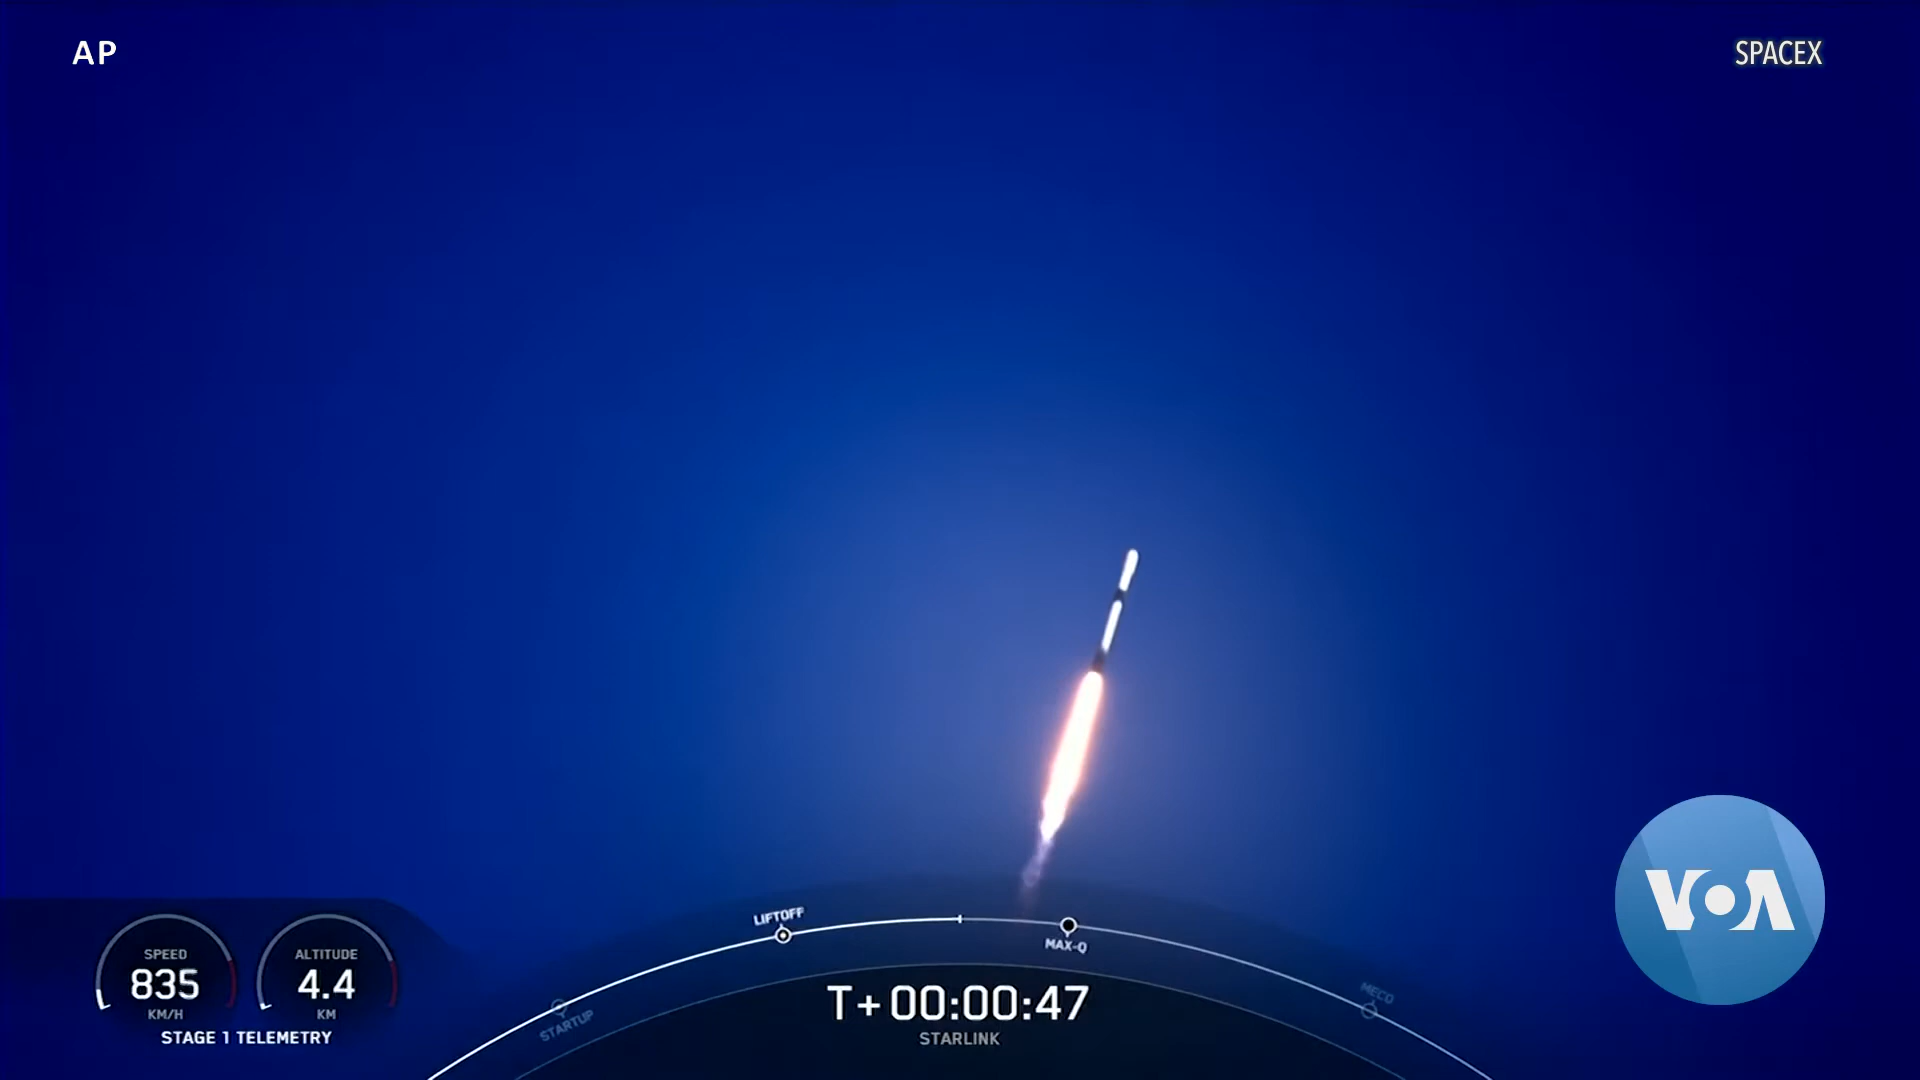 AP
SPACEX
LIFTOFF
MAX-Q
STARTUP
MECO
SPEED
835
KM/H
ALTITUDE
4.4
KM
STAGE 1 TELEMETRY
T+00:00:47
STARLINK
VOA